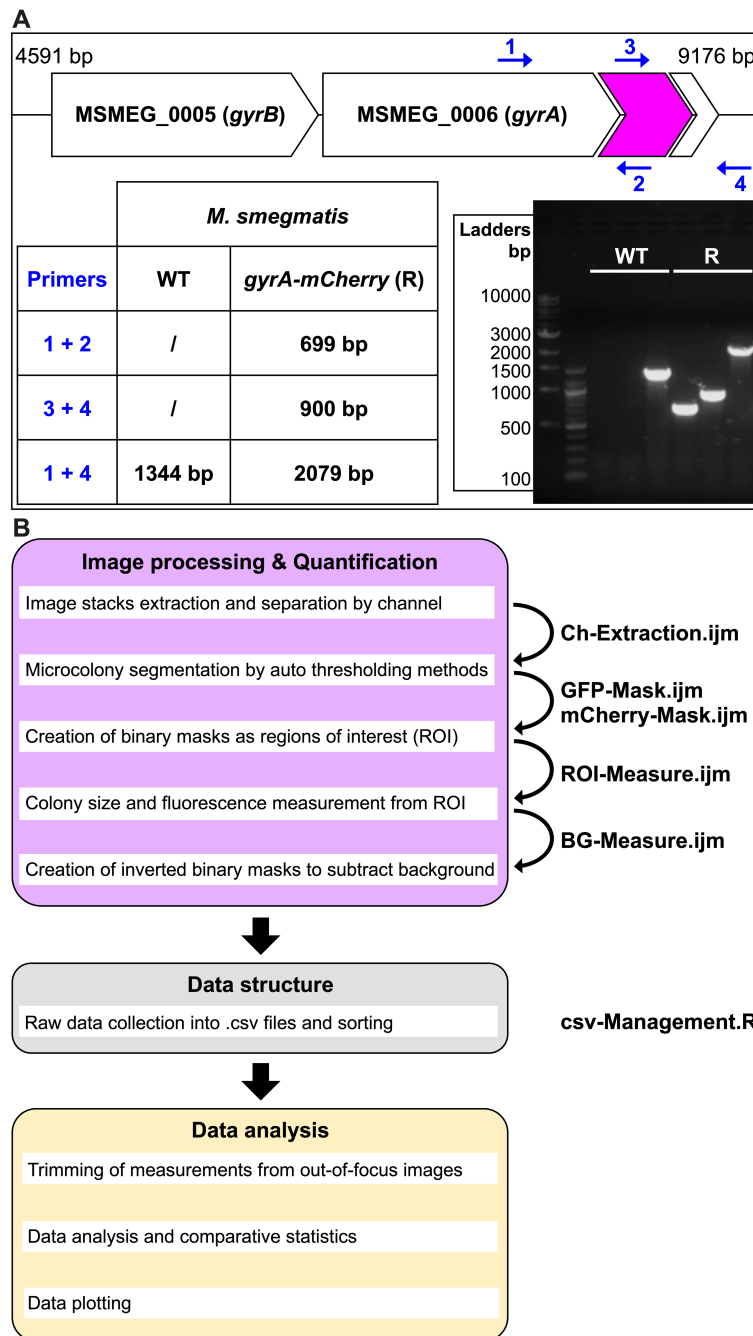 A
4591 bp
1
3
9176 bp
MSMEG_0005 (gyrB)
MSMEG_0006 (gyrA)
2
4
M. smegmatis
Primers
WT
gyrA-mCherry (R)
1 + 2
/
699 bp
3 + 4
/
900 bp
1 + 4
1344 bp
2079 bp
Ladders
bp
WT
R
10000
3000
2000
1500
1000
500
100
B
Image processing & Quantification
Image stacks extraction and separation by channel
Ch-Extraction.ijm
Microcolony segmentation by auto thresholding methods
GFP-Mask.ijm
mCherry-Mask.ijm
Creation of binary masks as regions of interest (ROI)
ROI-Measure.ijm
Colony size and fluorescence measurement from ROI
BG-Measure.ijm
Creation of inverted binary masks to subtract background
Data structure
Raw data collection into .csv files and sorting
csv-Management.R
Data analysis
Trimming of measurements from out-of-focus images
Data analysis and comparative statistics
Data plotting